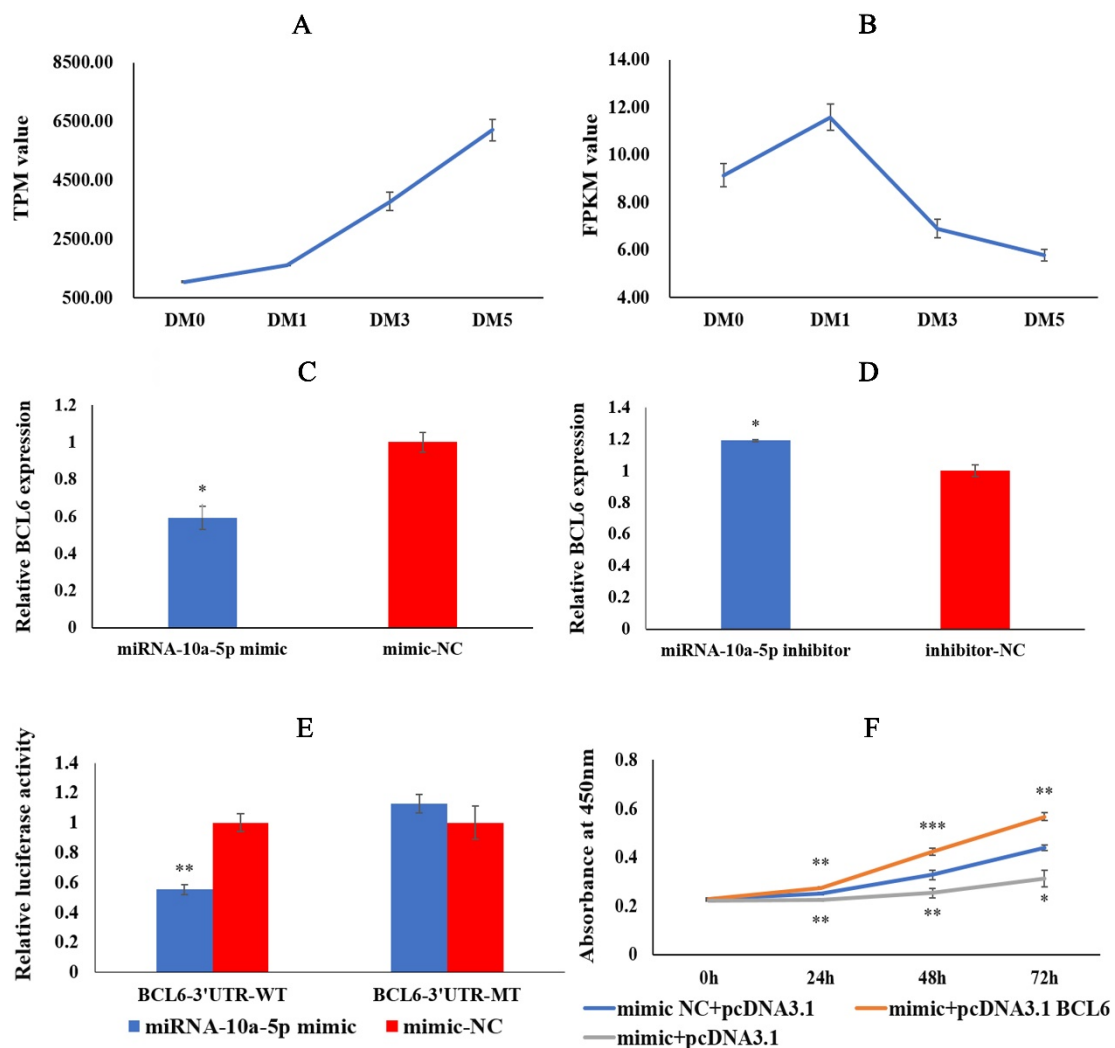 A
TPM value
8500.00
6500.00
4500.00
2500.00
500.00
DM0 DM1 DM3 DM5
B
FPKM value
14.00
12.00
10.00
8.00
6.00
4.00
DM0 DM1 DM3 DM5
C
Relative BCL6 expression
1.2
1
0.8
0.6
0.4
0.2
0
*
miRNA-10a-5p mimic mimic-NC
D
Relative BCL6 expression
1.4
1.2
1
0.8
0.6
0.4
0.2
0
*
miRNA-10a-5p inhibitor inhibitor-NC
E
Relative luciferase activity
1.4
1.2
1
0.8
0.6
0.4
0.2
0
**
BCL6-3'UTR-WT BCL6-3'UTR-MT
miRNA-10a-5p mimic mimic-NC
F
Absorbance at 450nm
0.8
0.6
0.4
0.2
0
** *** **
** ** *
0h 24h 48h 72h
mimic NC+pcDNA3.1 mimic+pcDNA3.1 BCL6
mimic+pcDNA3.1